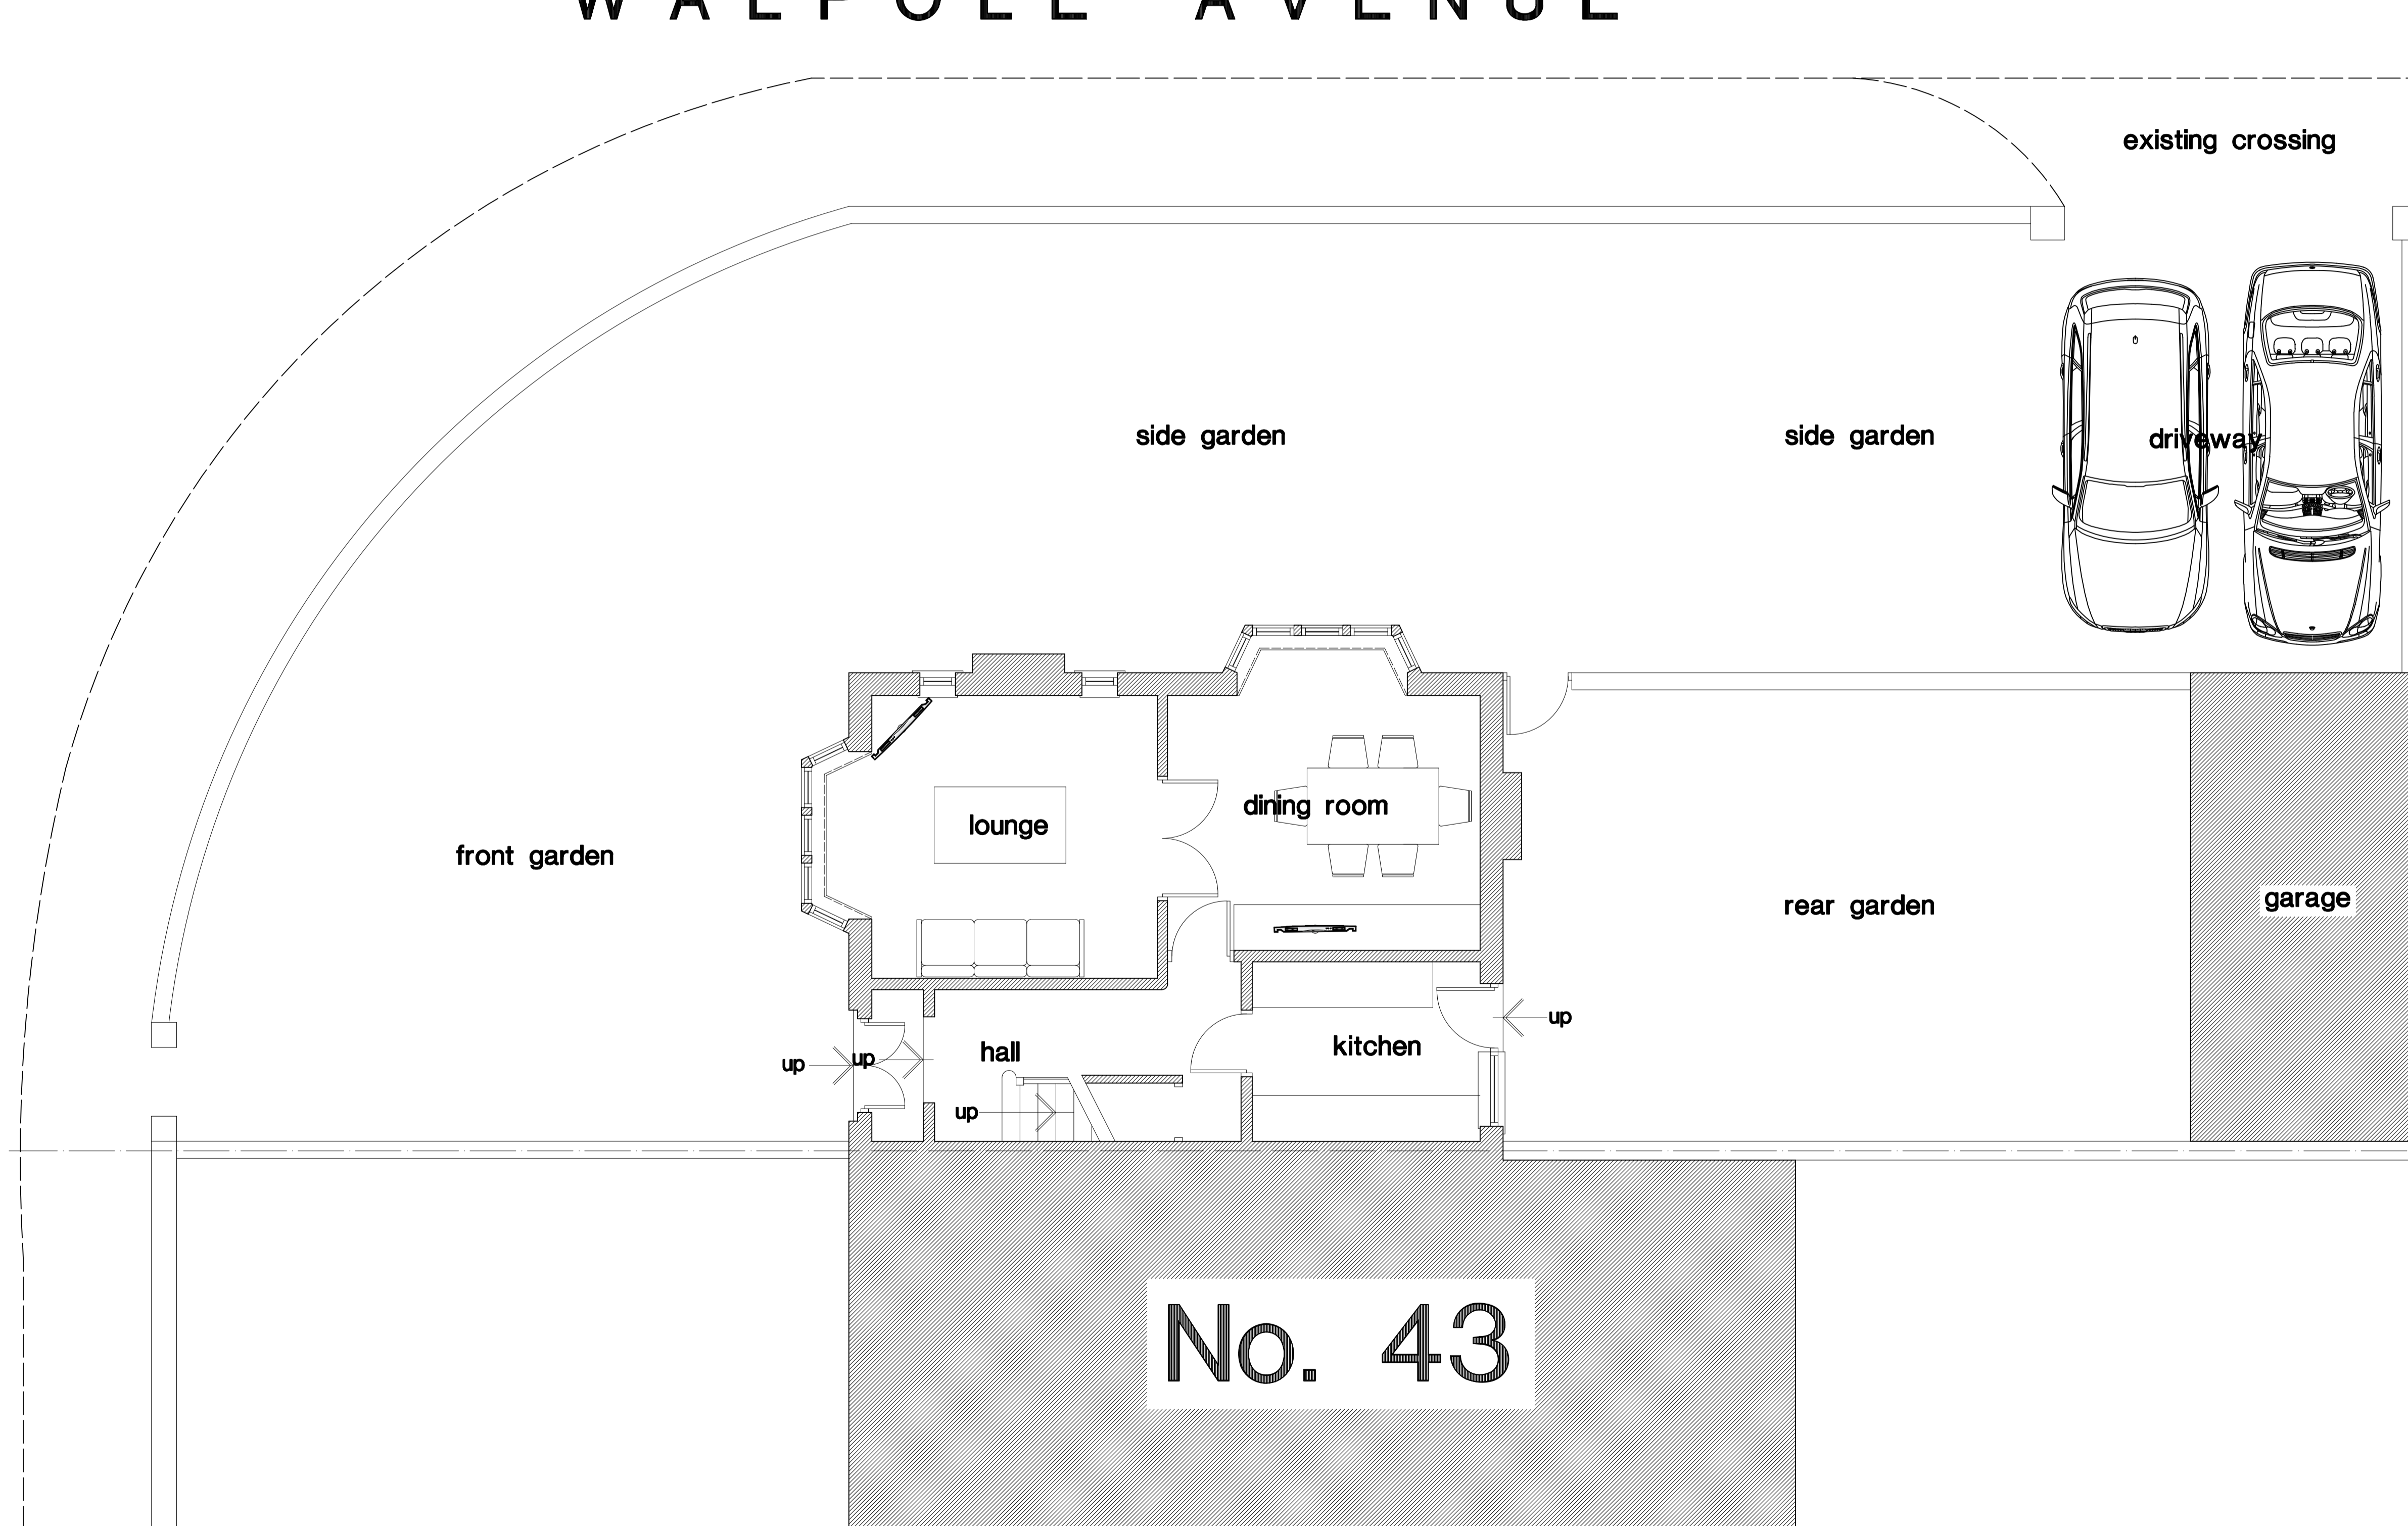 WALPOLE AVENUE
existing crossing
side garden
side garden
driveway
dining room
lounge
front garden
garage
rear garden
up
hall
kitchen
up
up
up
No. 43